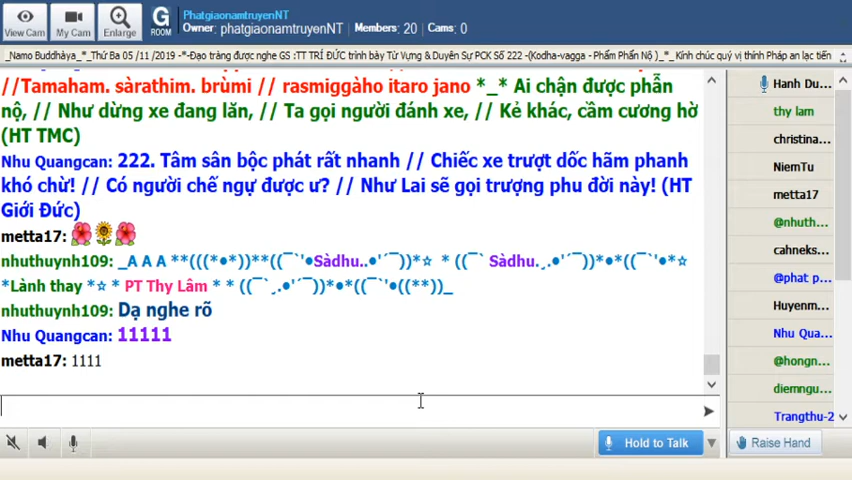 View Cam
My Cam
Enlarge
G
ROOM
PhatgiaonamtruyenNT
Owner: phatgiaonamtruyenNT Members: 20 Cams: 0
_Namo Buddhàya_*_Thứ Ba 05 /11 /2019 -*-Đạo tràng được nghe GS :TT TRÍ ĐỨC trình bày Từ Vựng & Duyên Sự PCK Số 222 -(Kodha-vagga - Phẩm Phẫn Nộ )_*_ Kính chúc quý vị thính Pháp an lạc tiến
//Tamaham. sàrathim. brùmi // rasmiggàho itaro jano *_* Ai chận được phẫn
nộ, // Như dừng xe đang lăn, // Ta gọi người đánh xe, // Kẻ khác, cầm cương hờ
(HT TMC)
Nhu Quangcan: 222. Tâm sân bộc phát rất nhanh // Chiếc xe trượt dốc hãm phanh
khó chừ! // Có người chế ngự được ư? // Như Lai sẽ gọi trượng phu đời này! (HT
Giới Đức)
metta17:
nhuthuynh109: _A A A **(((*•*))**((¯`'•Sàdhu..•'´¯))*☆ * ((¯` Sàdhu.¸.•'´¯))*•*((¯`'•*☆
*Lành thay *☆ * PT Thy Lâm * * ((¯`¸.•'´¯))*•*((¯`'•((**))_
nhuthuynh109: Dạ nghe rõ
Nhu Quangcan: 11111
metta17: 1111
Hanh Du...
thy lam
christina...
NiemTu
metta17
@nhuth...
cahneks...
@phat p...
Huyenm...
Nhu Qua...
@hongn...
diemngu...
Trangthu-2
Hold to Talk
Raise Hand